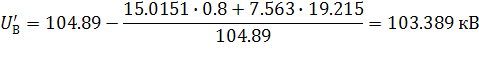 U′В = 104.89 − (15.0151 · 0.8 + 7.563 · 19.215) / 104.89 = 103.389 кВ